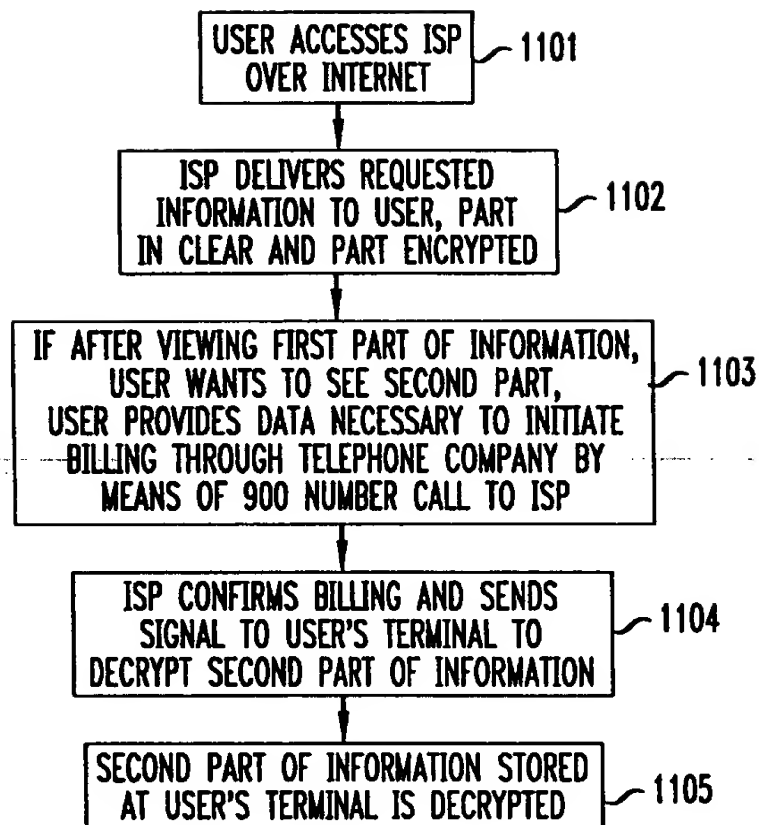 USER ACCESSES ISP
OVER INTERNET
1101
ISP DELIVERS REQUESTED
INFORMATION TO USER, PART
IN CLEAR AND PART ENCRYPTED
1102
IF AFTER VIEWING FIRST PART OF INFORMATION,
USER WANTS TO SEE SECOND PART,
USER PROVIDES DATA NECESSARY TO INITIATE
BILLING THROUGH TELEPHONE COMPANY BY
MEANS OF 900 NUMBER CALL TO ISP
1103
ISP CONFIRMS BILLING AND SENDS
SIGNAL TO USER'S TERMINAL TO
DECRYPT SECOND PART OF INFORMATION
1104
SECOND PART OF INFORMATION STORED
AT USER'S TERMINAL IS DECRYPTED
1105